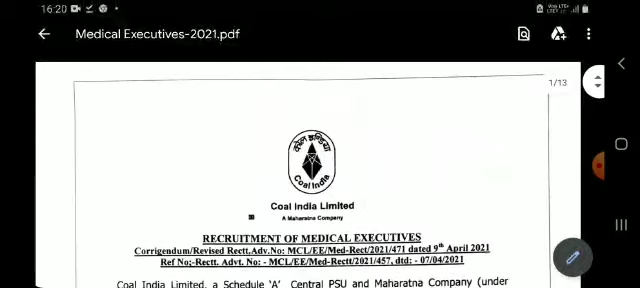 16:20
Medical Executives-2021.pdf
1/13
कोल इण्डिया
Coal India
Coal India Limited
A Maharatna Company
RECRUITMENT OF MEDICAL EXECUTIVES
Corrigendum/Revised Rectt.Adv.No: MCL/EE/Med-Rect/2021/471 dated 9th April 2021
Ref No;-Rectt. Advt. No: - MCL/EE/Med-Rectt/2021/457, dtd: - 07/04/2021
Coal India Limited, a Schedule 'A' Central PSU and Maharatna Company (under